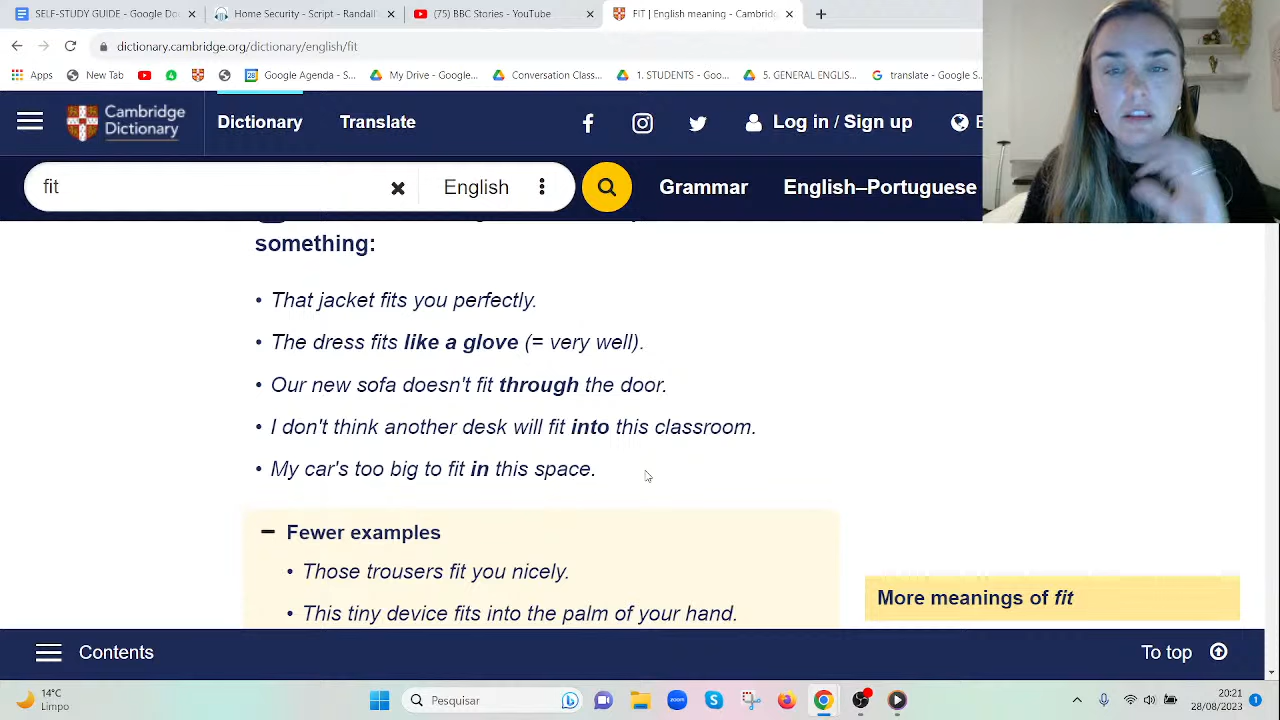 SELF-STUDY GUIDE - Google Do
Home Security - Script - Randall
(75) BBC Stories - YouTube
FIT | English meaning - Cambridg
dictionary.cambridge.org/dictionary/english/fit
Apps
New Tab
28
Google Agenda - S...
My Drive - Google...
Conversation Class...
1. STUDENTS - Goo...
5. GENERAL ENGLIS...
translate - Google S
Cambridge
Dictionary
Dictionary
Translate
Log in / Sign up
E
fit
English
Grammar
English–Portuguese
something:
• That jacket fits you perfectly.
• The dress fits like a glove (= very well).
• Our new sofa doesn't fit through the door.
• I don't think another desk will fit into this classroom.
• My car's too big to fit in this space.
Fewer examples
• Those trousers fit you nicely.
• This tiny device fits into the palm of your hand.
More meanings of fit
Contents
To top
14°C
Limpo
Pesquisar
zoom
20:21
28/08/2023
1